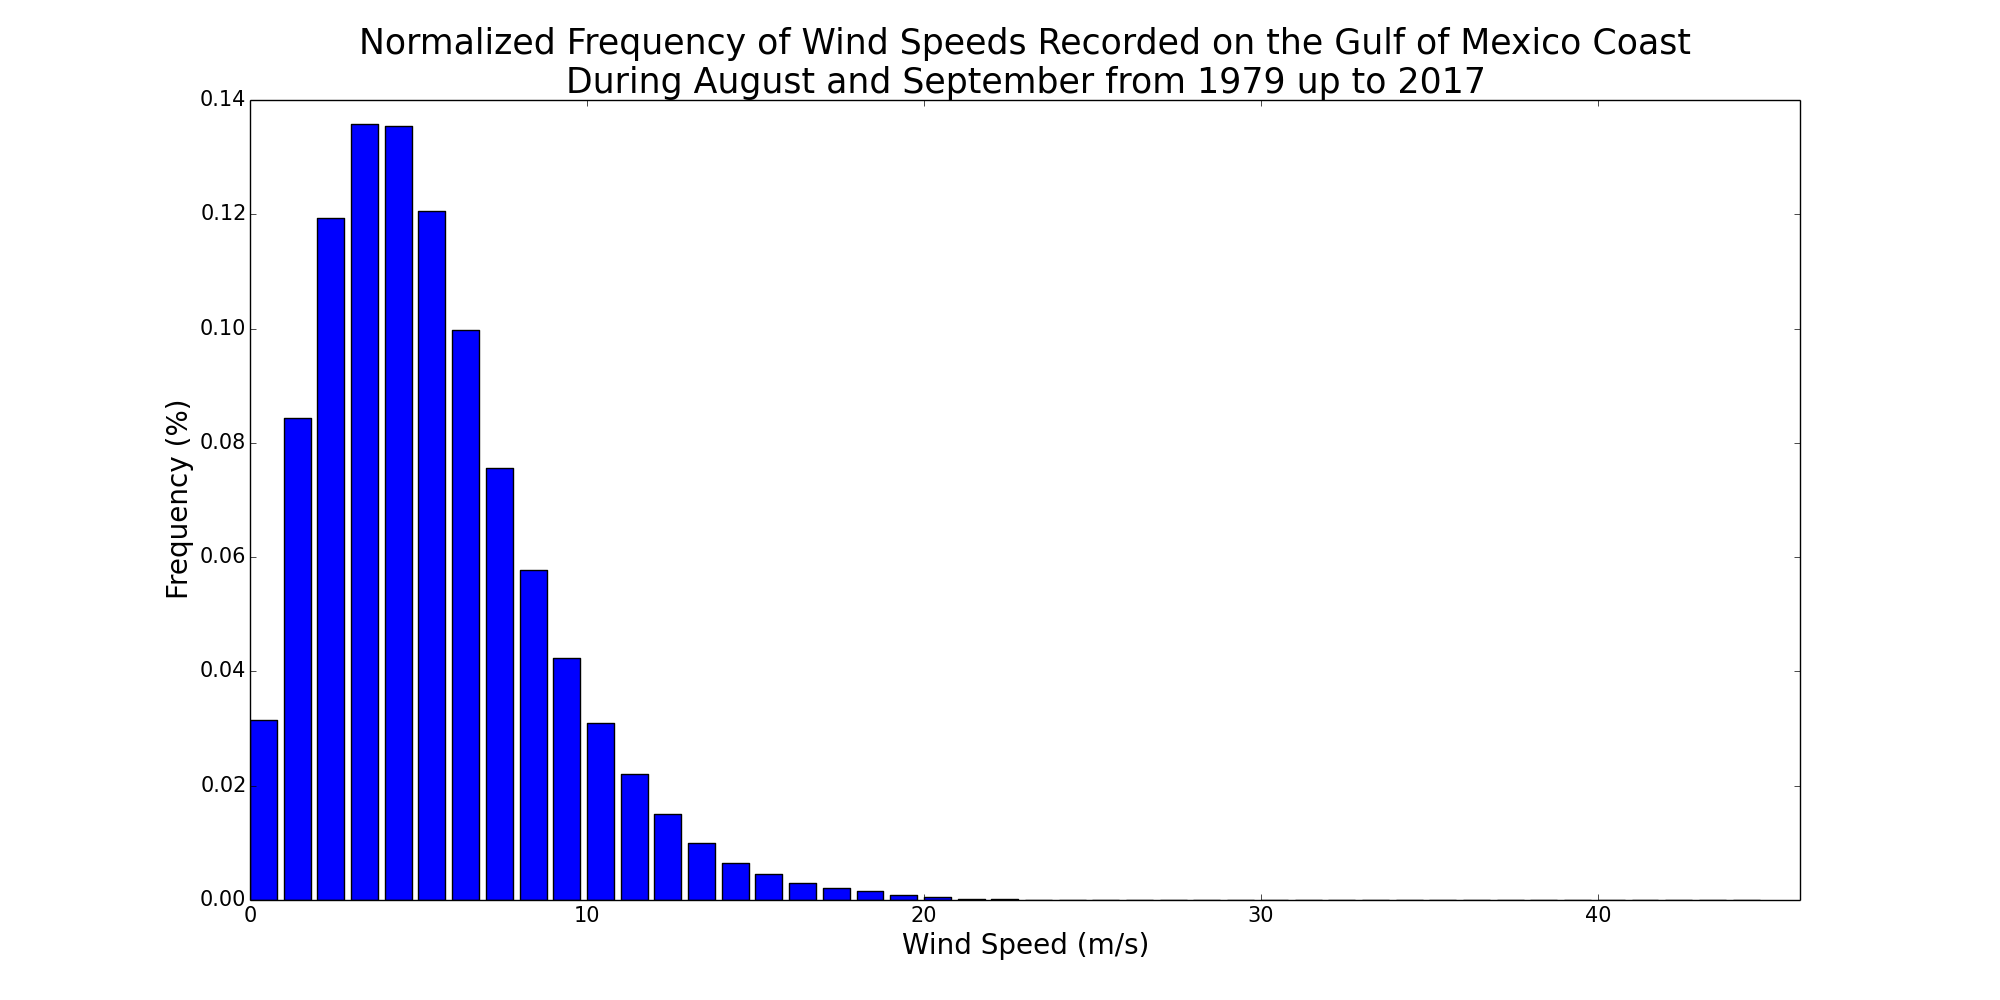 Normalized Frequency of Wind Speeds Recorded on the Gulf of Mexico Coast
During August and September from 1979 up to 2017
0.14
0.12
0.10
0.08
0.06
0.04
0.02
0.00
Frequency (%)
0 10 20 30 40
Wind Speed (m/s)